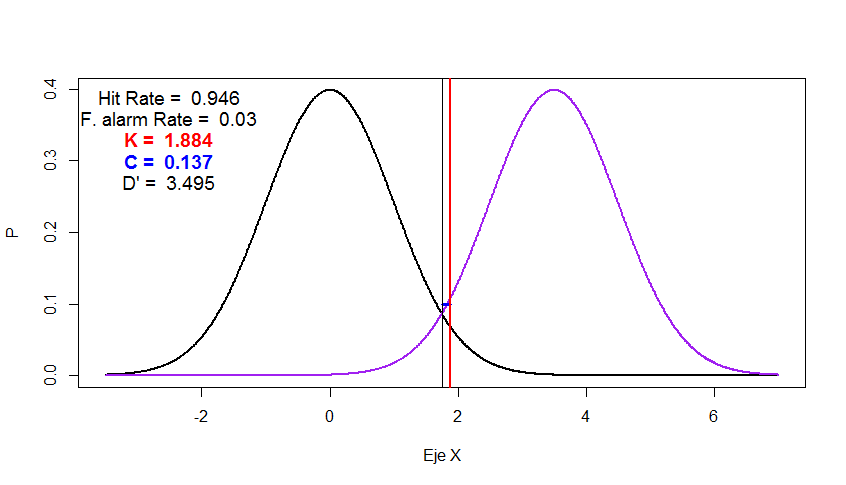 Hit Rate =  0.946
F. alarm Rate =  0.03
K =  1.884
C =  0.137
D' =  3.495
P
0.0
0.1
0.2
0.3
0.4
-2
0
2
4
6
Eje X